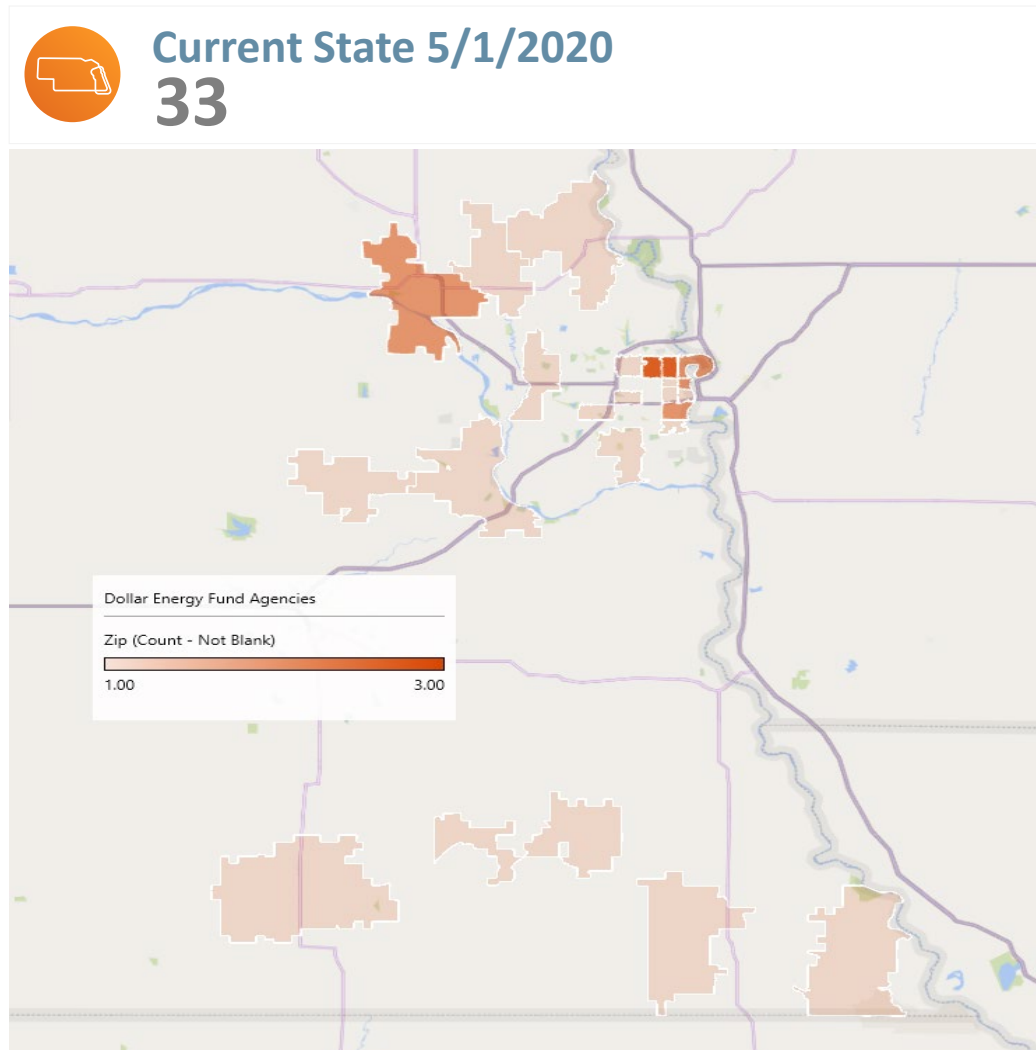 Current State 5/1/2020
33
Dollar Energy Fund Agencies
Zip (Count - Not Blank)
1.00 3.00